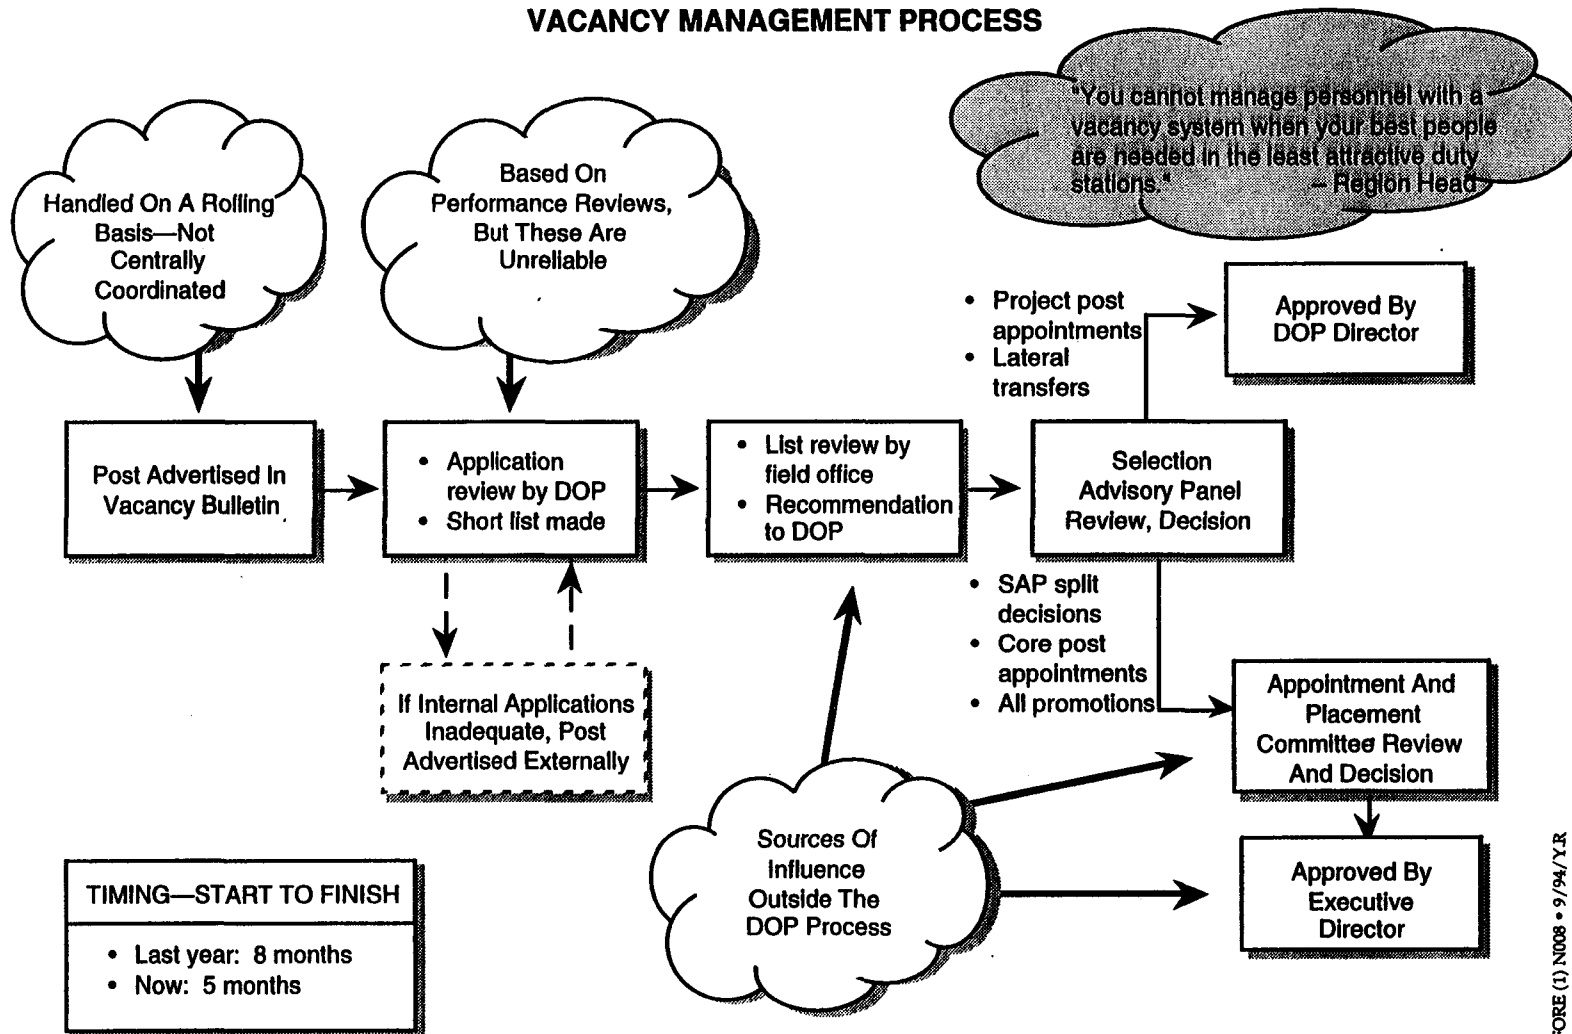 VACANCY MANAGEMENT PROCESS
"You cannot manage personnel with a
vacancy system when your best people
are needed in the least attractive duty
stations." – Region Head
Handled On A Rolling
Basis—Not
Centrally
Coordinated
Based On
Performance Reviews,
But These Are
Unreliable
• Project post
appointments
• Lateral
transfers
Approved By
DOP Director
Post Advertised In
Vacancy Bulletin
• Application
review by DOP
• Short list made
• List review by
field office
• Recommendation
to DOP
Selection
Advisory Panel
Review, Decision
• SAP split
decisions
• Core post
appointments
• All promotions
If Internal Applications
Inadequate, Post
Advertised Externally
Appointment And
Placement
Committee Review
And Decision
Sources Of
Influence
Outside The
DOP Process
Approved By
Executive
Director
TIMING—START TO FINISH
• Last year: 8 months
• Now: 5 months
FORE (1) N008 • 9/94/Y.R